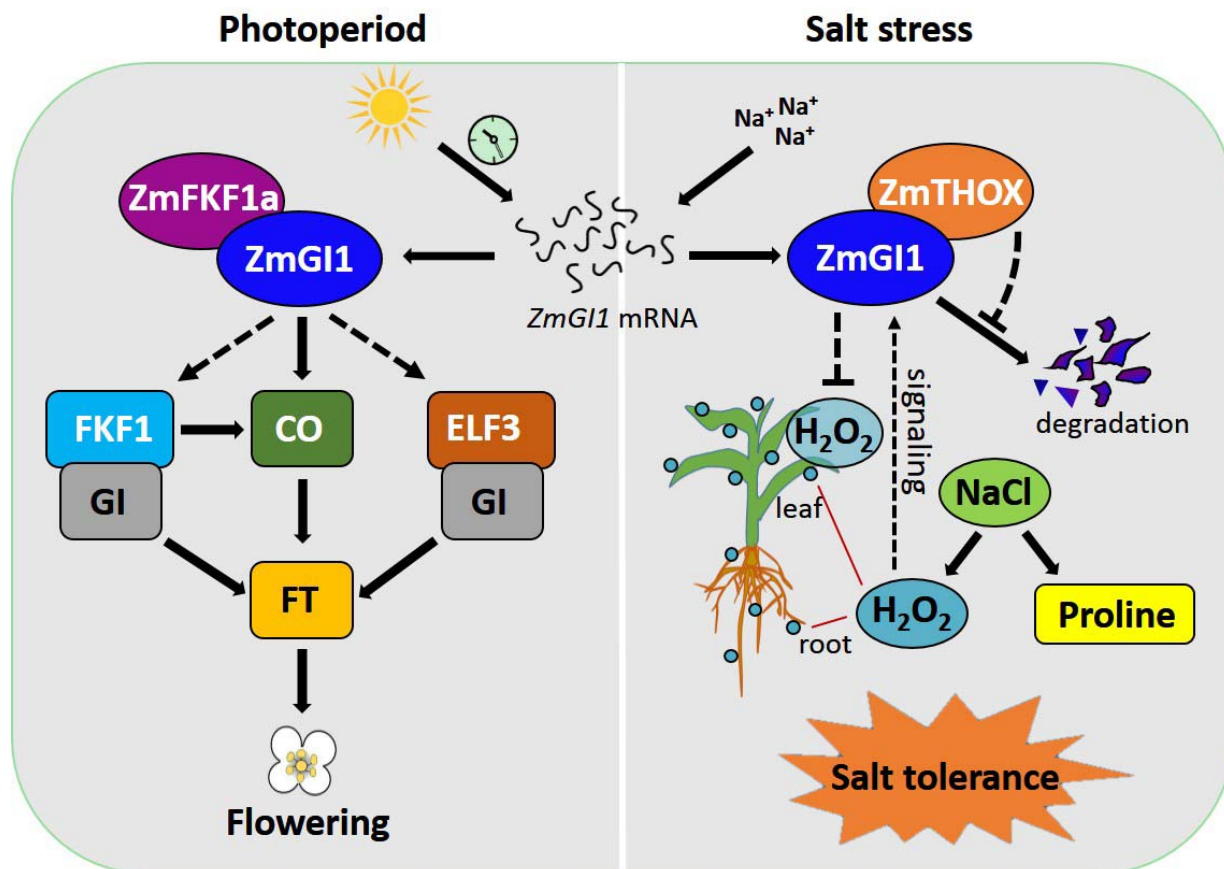 Photoperiod
Salt stress
Na⁺ Na⁺
Na⁺
ZmFKF1a
ZmGI1
ZmGI1 mRNA
ZmTHOX
ZmGI1
FKF1
CO
ELF3
GI
GI
FT
Flowering
degradation
signaling
H₂O₂
leaf
NaCl
H₂O₂
root
Proline
Salt tolerance